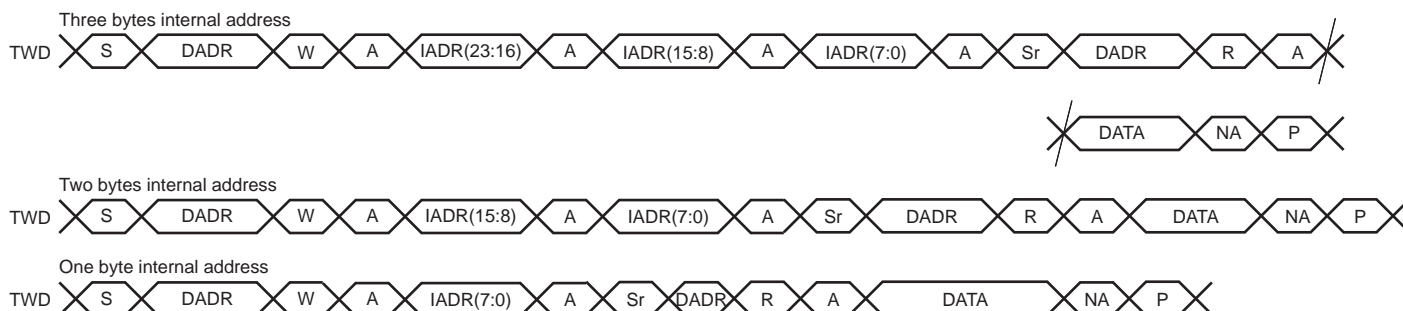 Three bytes internal address
TWD S DADR W A IADR(23:16) A IADR(15:8) A IADR(7:0) A Sr DADR R A
DATA NA P
Two bytes internal address
TWD S DADR W A IADR(15:8) A IADR(7:0) A Sr DADR R A DATA NA P
One byte internal address
TWD S DADR W A IADR(7:0) A Sr DADR R A DATA NA P